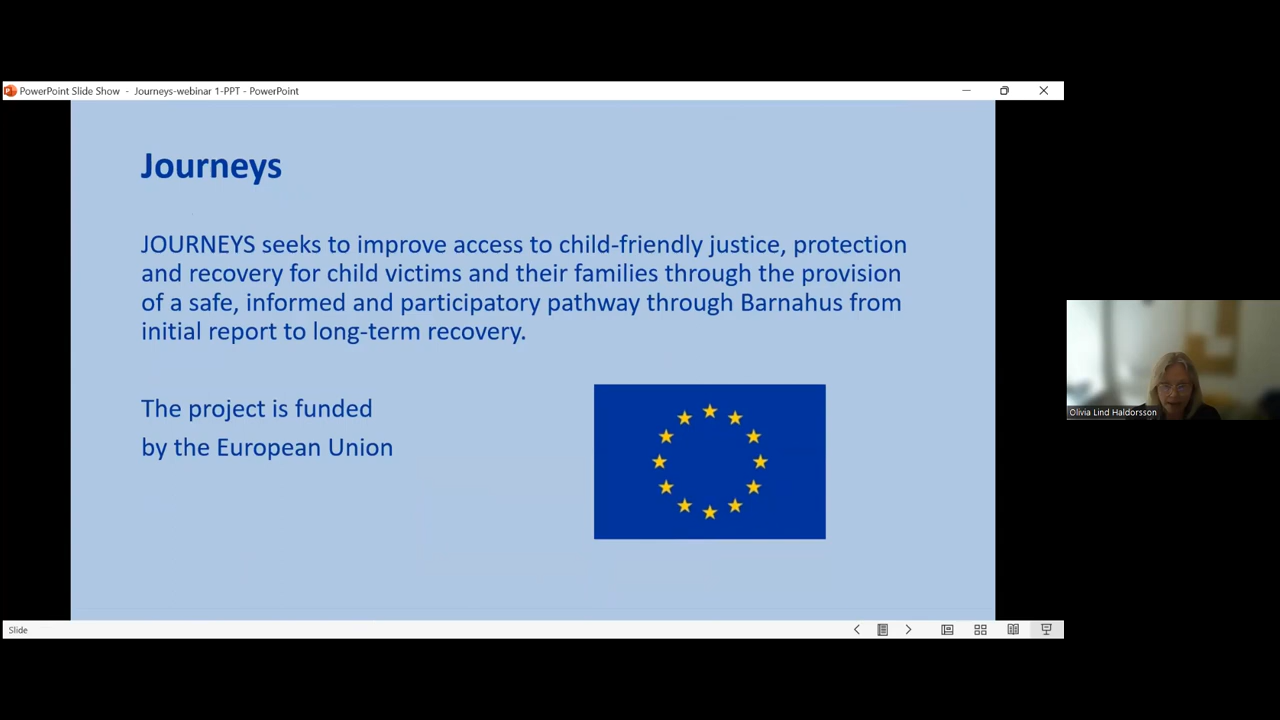 PowerPoint Slide Show - Journeys-webinar 1-PPT - PowerPoint
Journeys
JOURNEYS seeks to improve access to child-friendly justice, protection
and recovery for child victims and their families through the provision
of a safe, informed and participatory pathway through Barnahus from
initial report to long-term recovery.
The project is funded
by the European Union
Olivia Lind Haldorsson
Slide